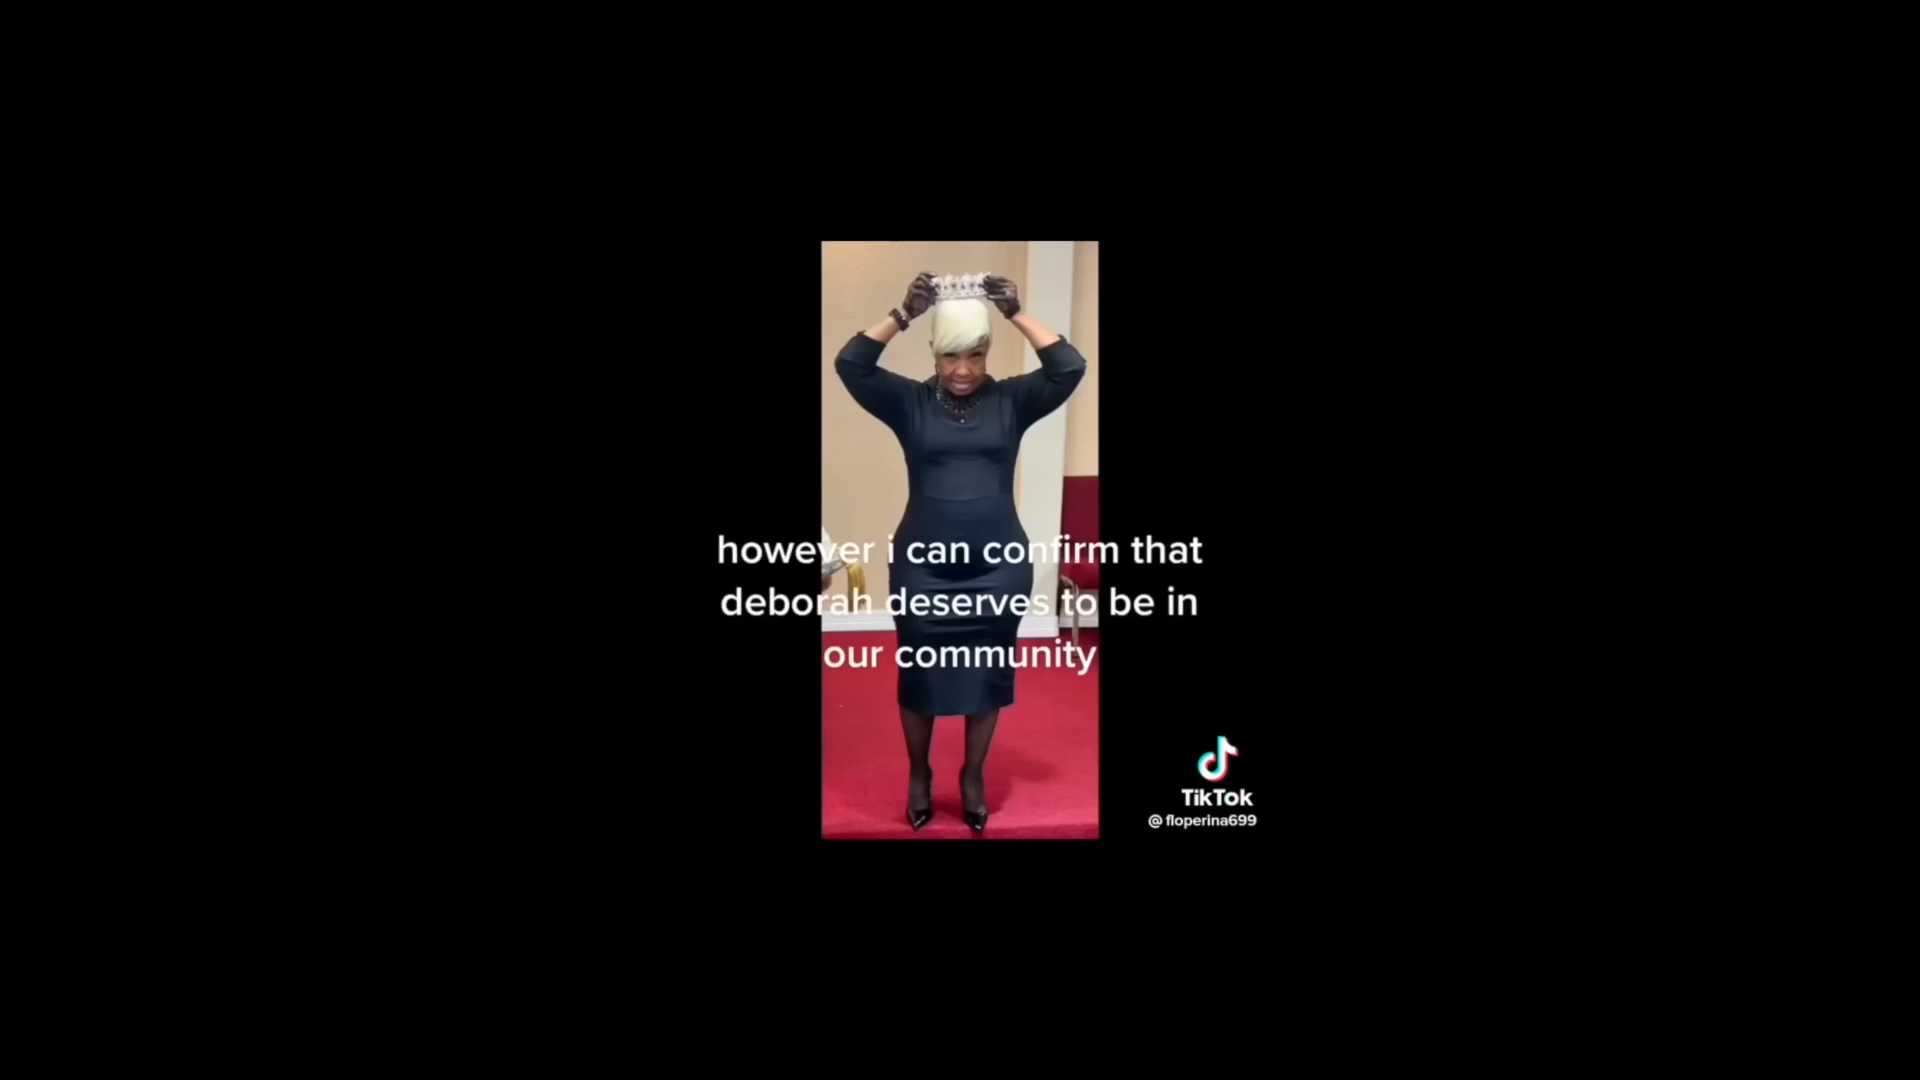 however i can confirm that
deborah deserves to be in
our community
TikTok
@ floperina699